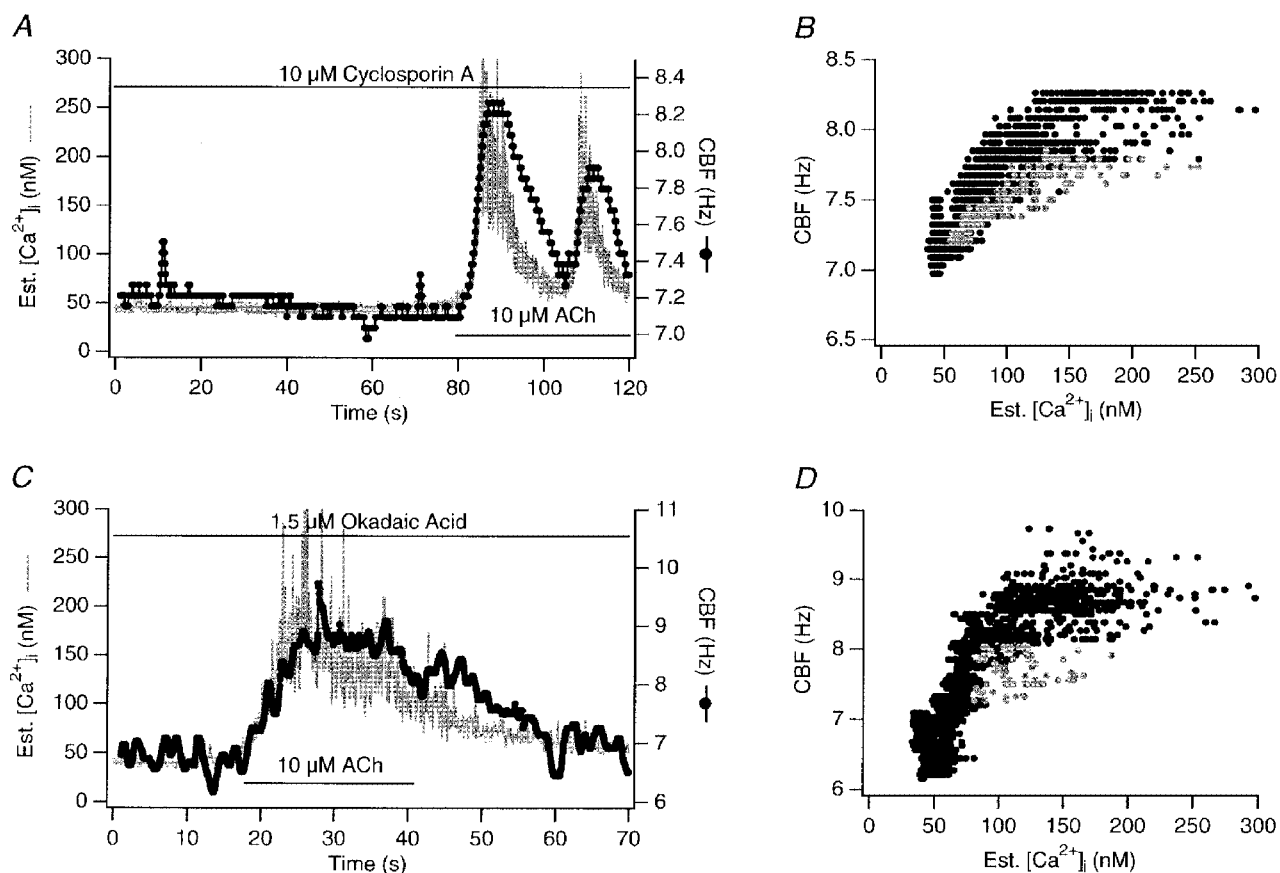 A
300
250
200
150
100
50
0
Est. [Ca2+]i (nM)
10 µM Cyclosporin A
10 µM ACh
8.4
8.2
8.0
7.8
7.6
7.4
7.2
7.0
CBF (Hz)
0 20 40 60 80 100 120
Time (s)
B
8.5
8.0
7.5
7.0
6.5
CBF (Hz)
0 50 100 150 200 250 300
Est. [Ca2+]i (nM)
C
300
250
200
150
100
50
0
Est. [Ca2+]i (nM)
1.5 µM Okadaic Acid
10 µM ACh
11
10
9
8
7
6
CBF (Hz)
0 10 20 30 40 50 60 70
Time (s)
D
10
9
8
7
6
CBF (Hz)
0 50 100 150 200 250 300
Est. [Ca2+]i (nM)